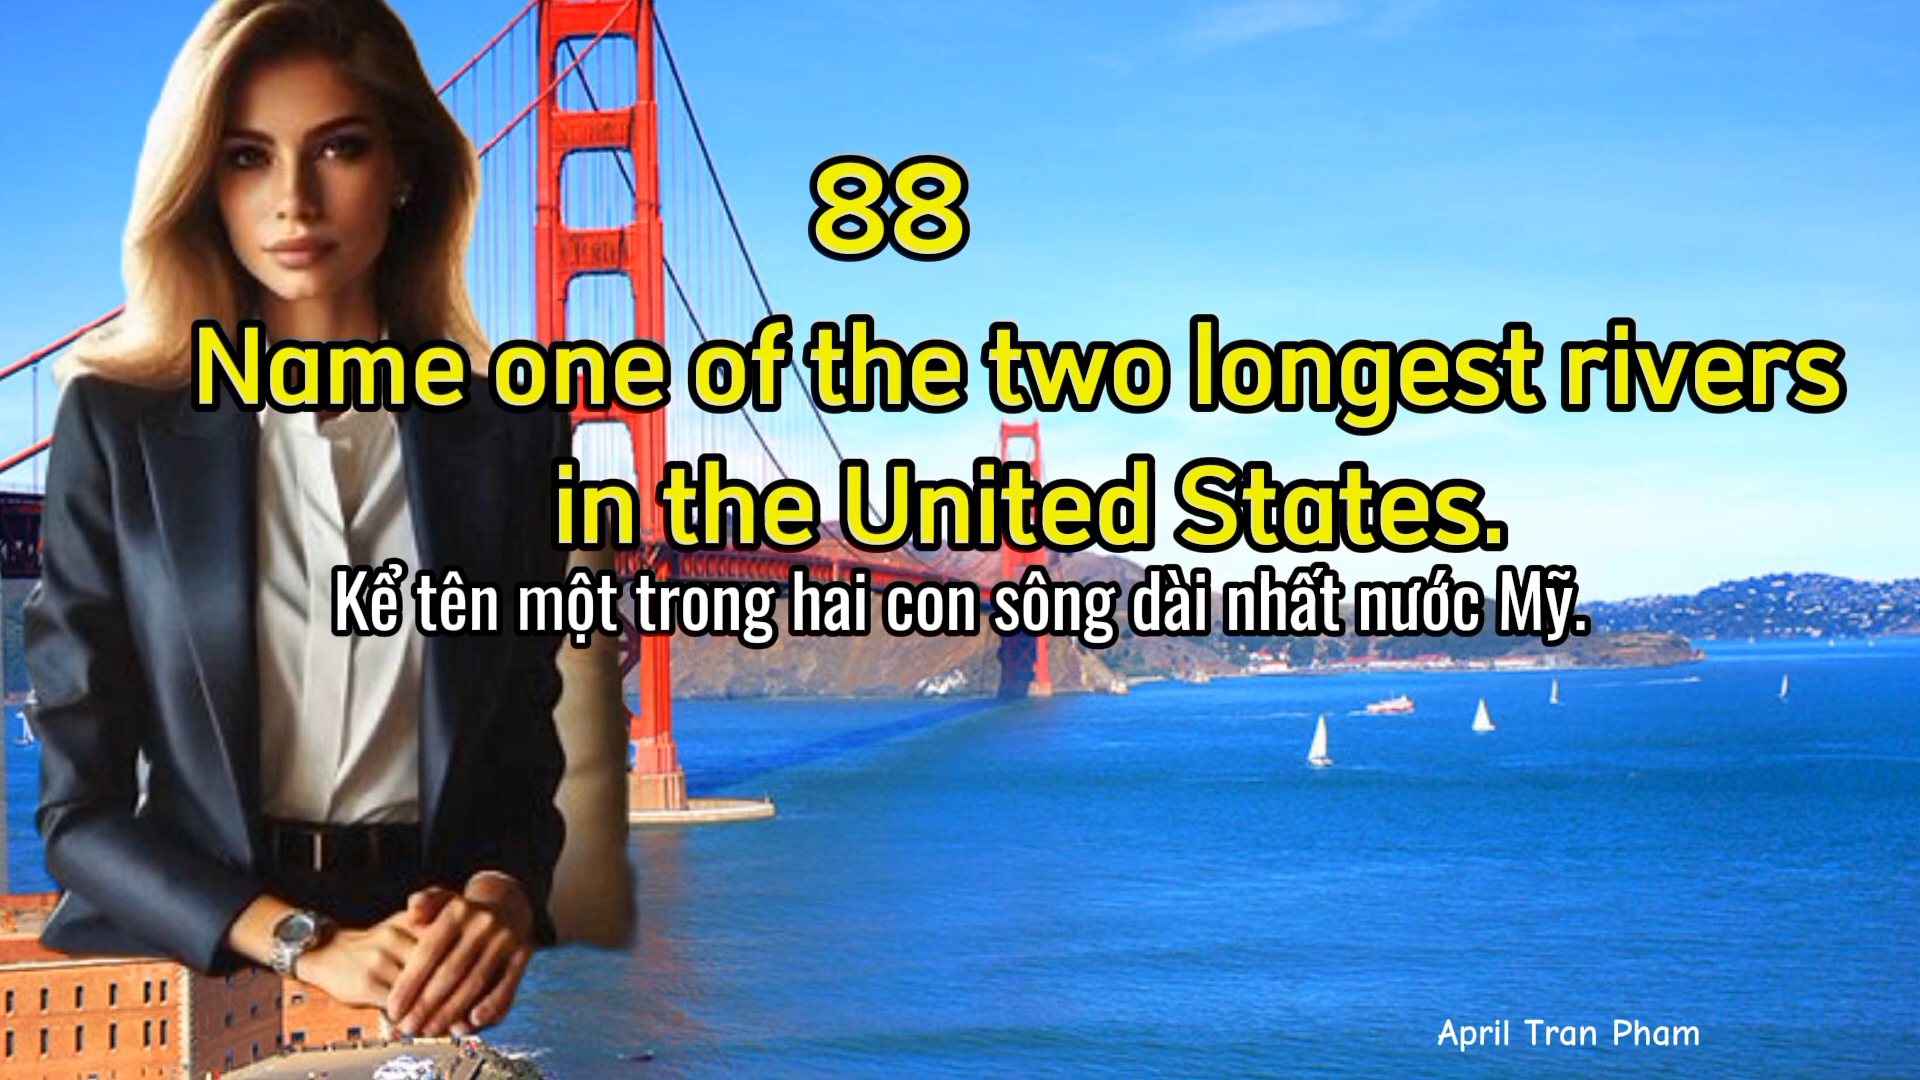 88
Name one of the two longest rivers
in the United States.
Kể tên một trong hai con sông dài nhất nước Mỹ.
April Tran Pham